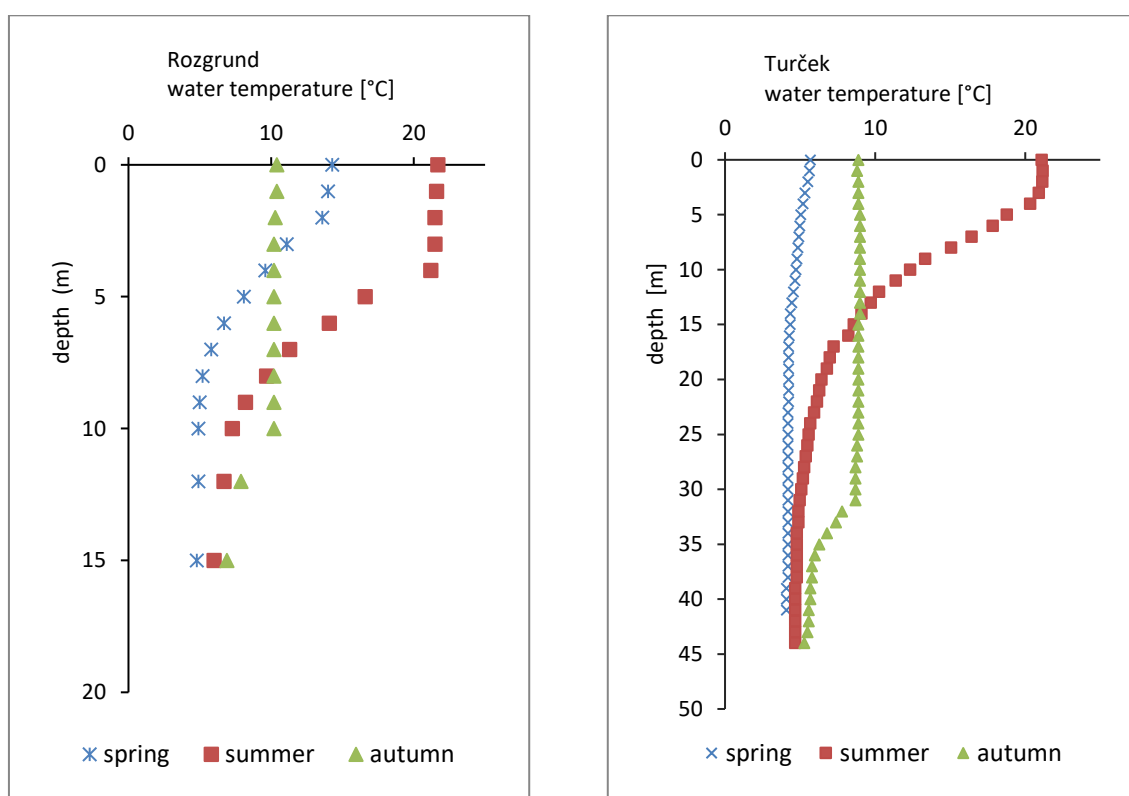 Rozgrund
water temperature [°C]
0 10 20
0
5
10
15
20
depth (m)
spring summer autumn
Turček
water temperature [°C]
0 10 20
0
5
10
15
20
25
30
35
40
45
50
depth [m]
spring summer autumn